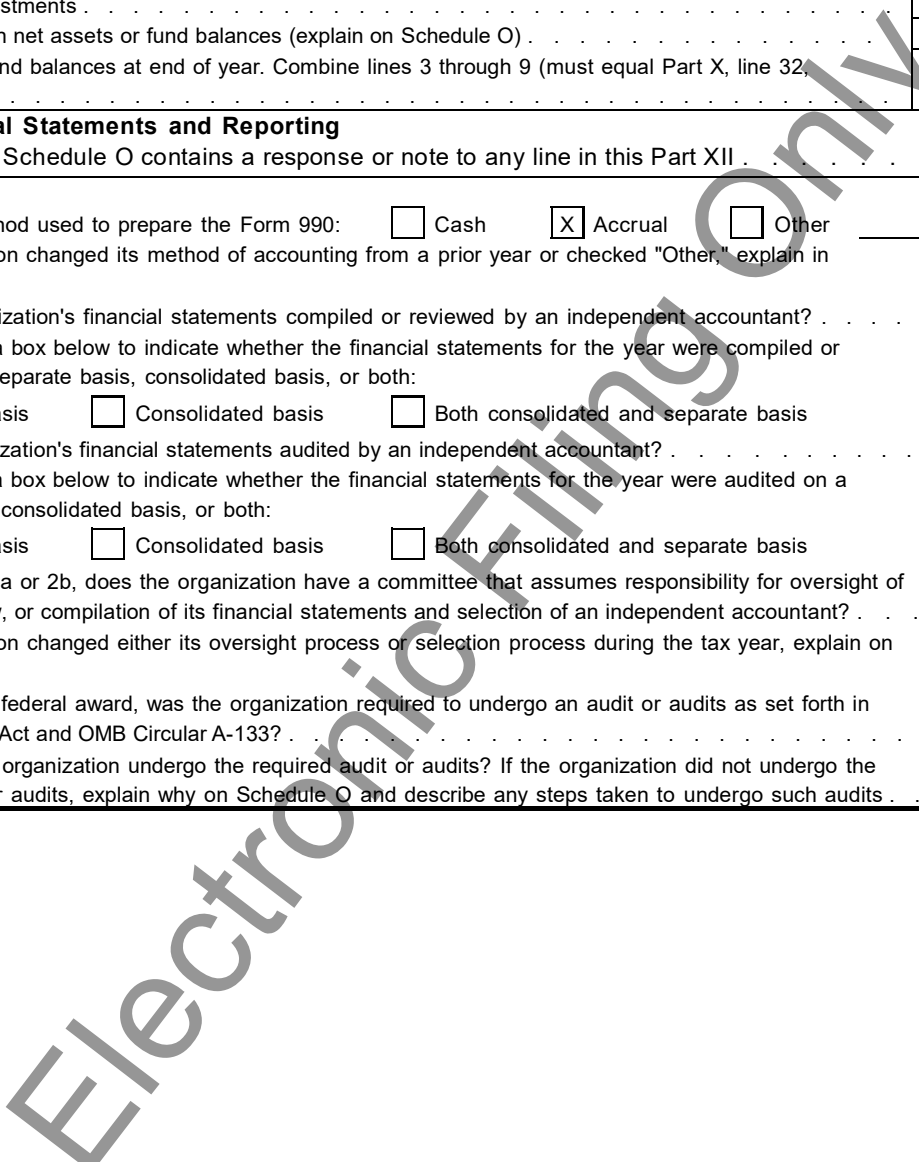 stments . . . . . . . . . . . . . . . . . . . . . . . . . . . . . . . . . . .
n net assets or fund balances (explain on Schedule O) . . . . . . . . . . . . . .
nd balances at end of year. Combine lines 3 through 9 (must equal Part X, line 32,
. . . . . . . . . . . . . . . . . . . . . . . . . . . . . . . . . . . .
al Statements and Reporting
Schedule O contains a response or note to any line in this Part XII . . . . . .
hod used to prepare the Form 990: Cash X Accrual Other
on changed its method of accounting from a prior year or checked "Other," explain in
ization's financial statements compiled or reviewed by an independent accountant? . . . .
a box below to indicate whether the financial statements for the year were compiled or
eparate basis, consolidated basis, or both:
asis Consolidated basis Both consolidated and separate basis
zation's financial statements audited by an independent accountant? . . . . . . . . . .
a box below to indicate whether the financial statements for the year were audited on a
consolidated basis, or both:
asis Consolidated basis Both consolidated and separate basis
a or 2b, does the organization have a committee that assumes responsibility for oversight of
, or compilation of its financial statements and selection of an independent accountant? . . .
on changed either its oversight process or selection process during the tax year, explain on
federal award, was the organization required to undergo an audit or audits as set forth in
Act and OMB Circular A-133? . . . . . . . . . . . . . . . . . . . . . . . . .
organization undergo the required audit or audits? If the organization did not undergo the
r audits, explain why on Schedule O and describe any steps taken to undergo such audits . .
Electronic Filing Only